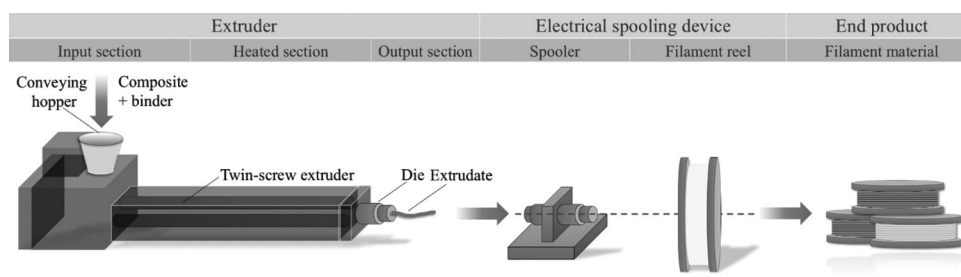 Extruder Electrical spooling device End product
Input section Heated section Output section Spooler Filament reel Filament material
Conveying
hopper
Composite
+ binder
Twin-screw extruder
Die Extrudate